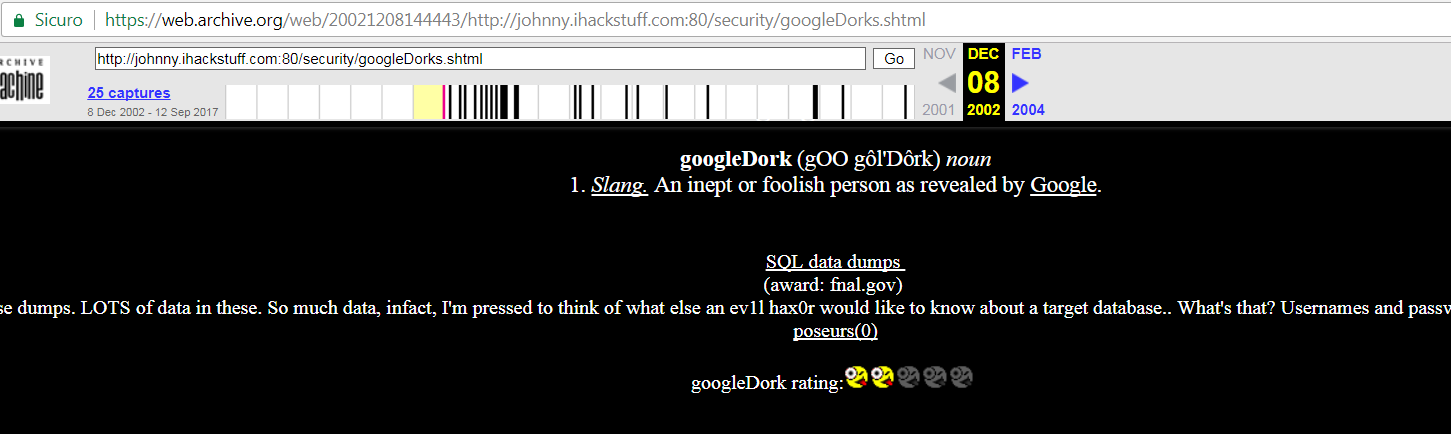 Sicuro https://web.archive.org/web/20021208144443/http://johnny.ihackstuff.com:80/security/googleDorks.shtml
http://johnny.ihackstuff.com:80/security/googleDorks.shtml Go NOV DEC FEB
25 captures 08
8 Dec 2002 - 12 Sep 2017 2001 2002 2004
googleDork (gOO gôl'Dôrk) noun
1. Slang. An inept or foolish person as revealed by Google.
SQL data dumps
(award: fnal.gov)
se dumps. LOTS of data in these. So much data, infact, I'm pressed to think of what else an ev1l hax0r would like to know about a target database.. What's that? Usernames and passw
poseurs(0)
googleDork rating: